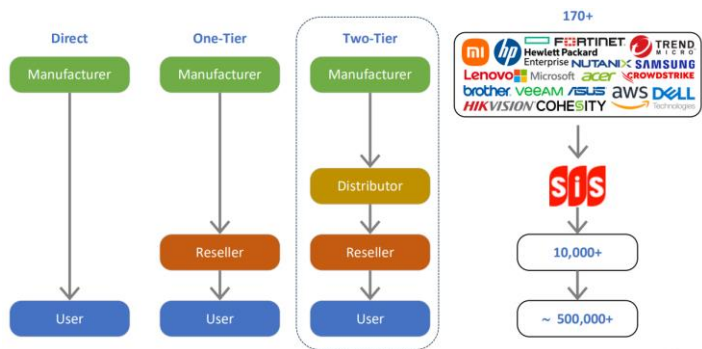 Direct
One-Tier
Two-Tier
170+
Manufacturer
Manufacturer
Manufacturer
mi
hp
Hewlett Packard
Enterprise
FORTINET
TREND
MICRO
NUTANIX
SAMSUNG
Lenovo
Microsoft
acer
CROWDSTRIKE
brother
veeAM
ASUS
aws
DELL
Technologies
HIKVISION
COHESITY
Distributor
SiS
Reseller
Reseller
10,000+
User
User
User
~ 500,000+